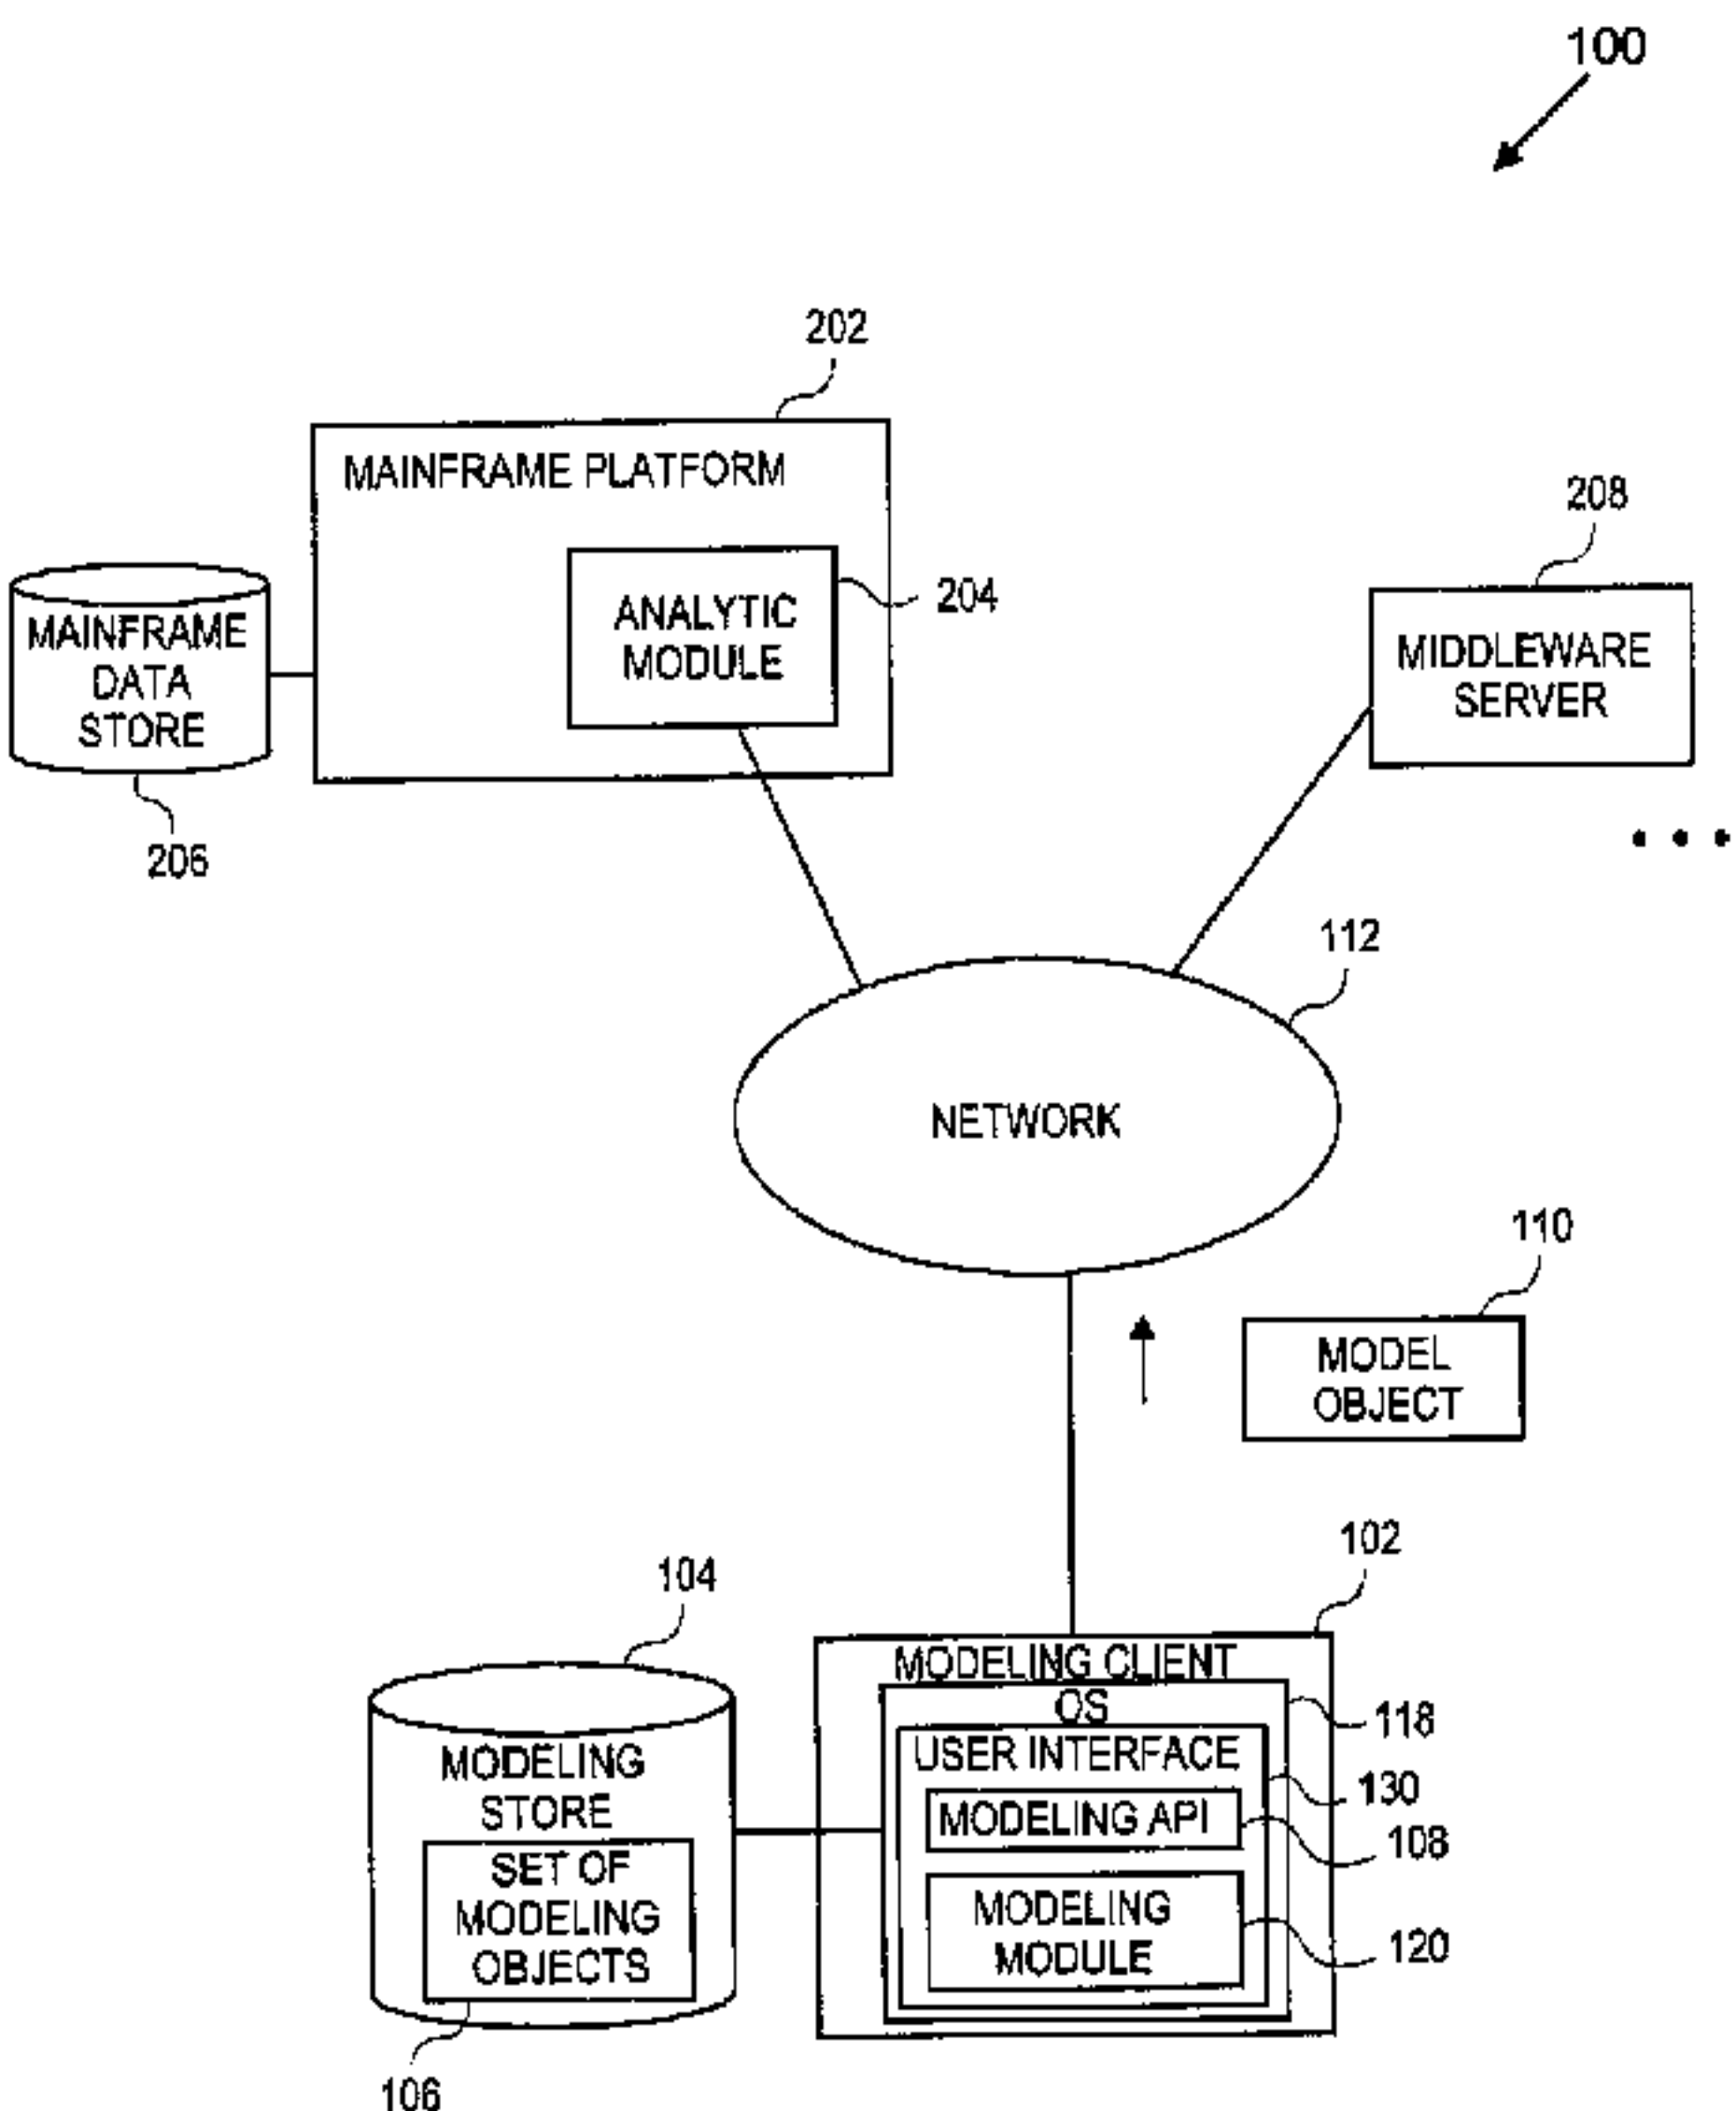 100
202
MAINFRAME PLATFORM
208
ANALYTIC
MODULE
204
MAINFRAME
DATA
STORE
MIDDLEWARE
SERVER
206
112
NETWORK
110
MODEL
OBJECT
102
104
MODELING CLIENT
OS
118
USER INTERFACE
130
MODELING API
108
MODELING
STORE
SET OF
MODELING
OBJECTS
MODELING
MODULE
120
106